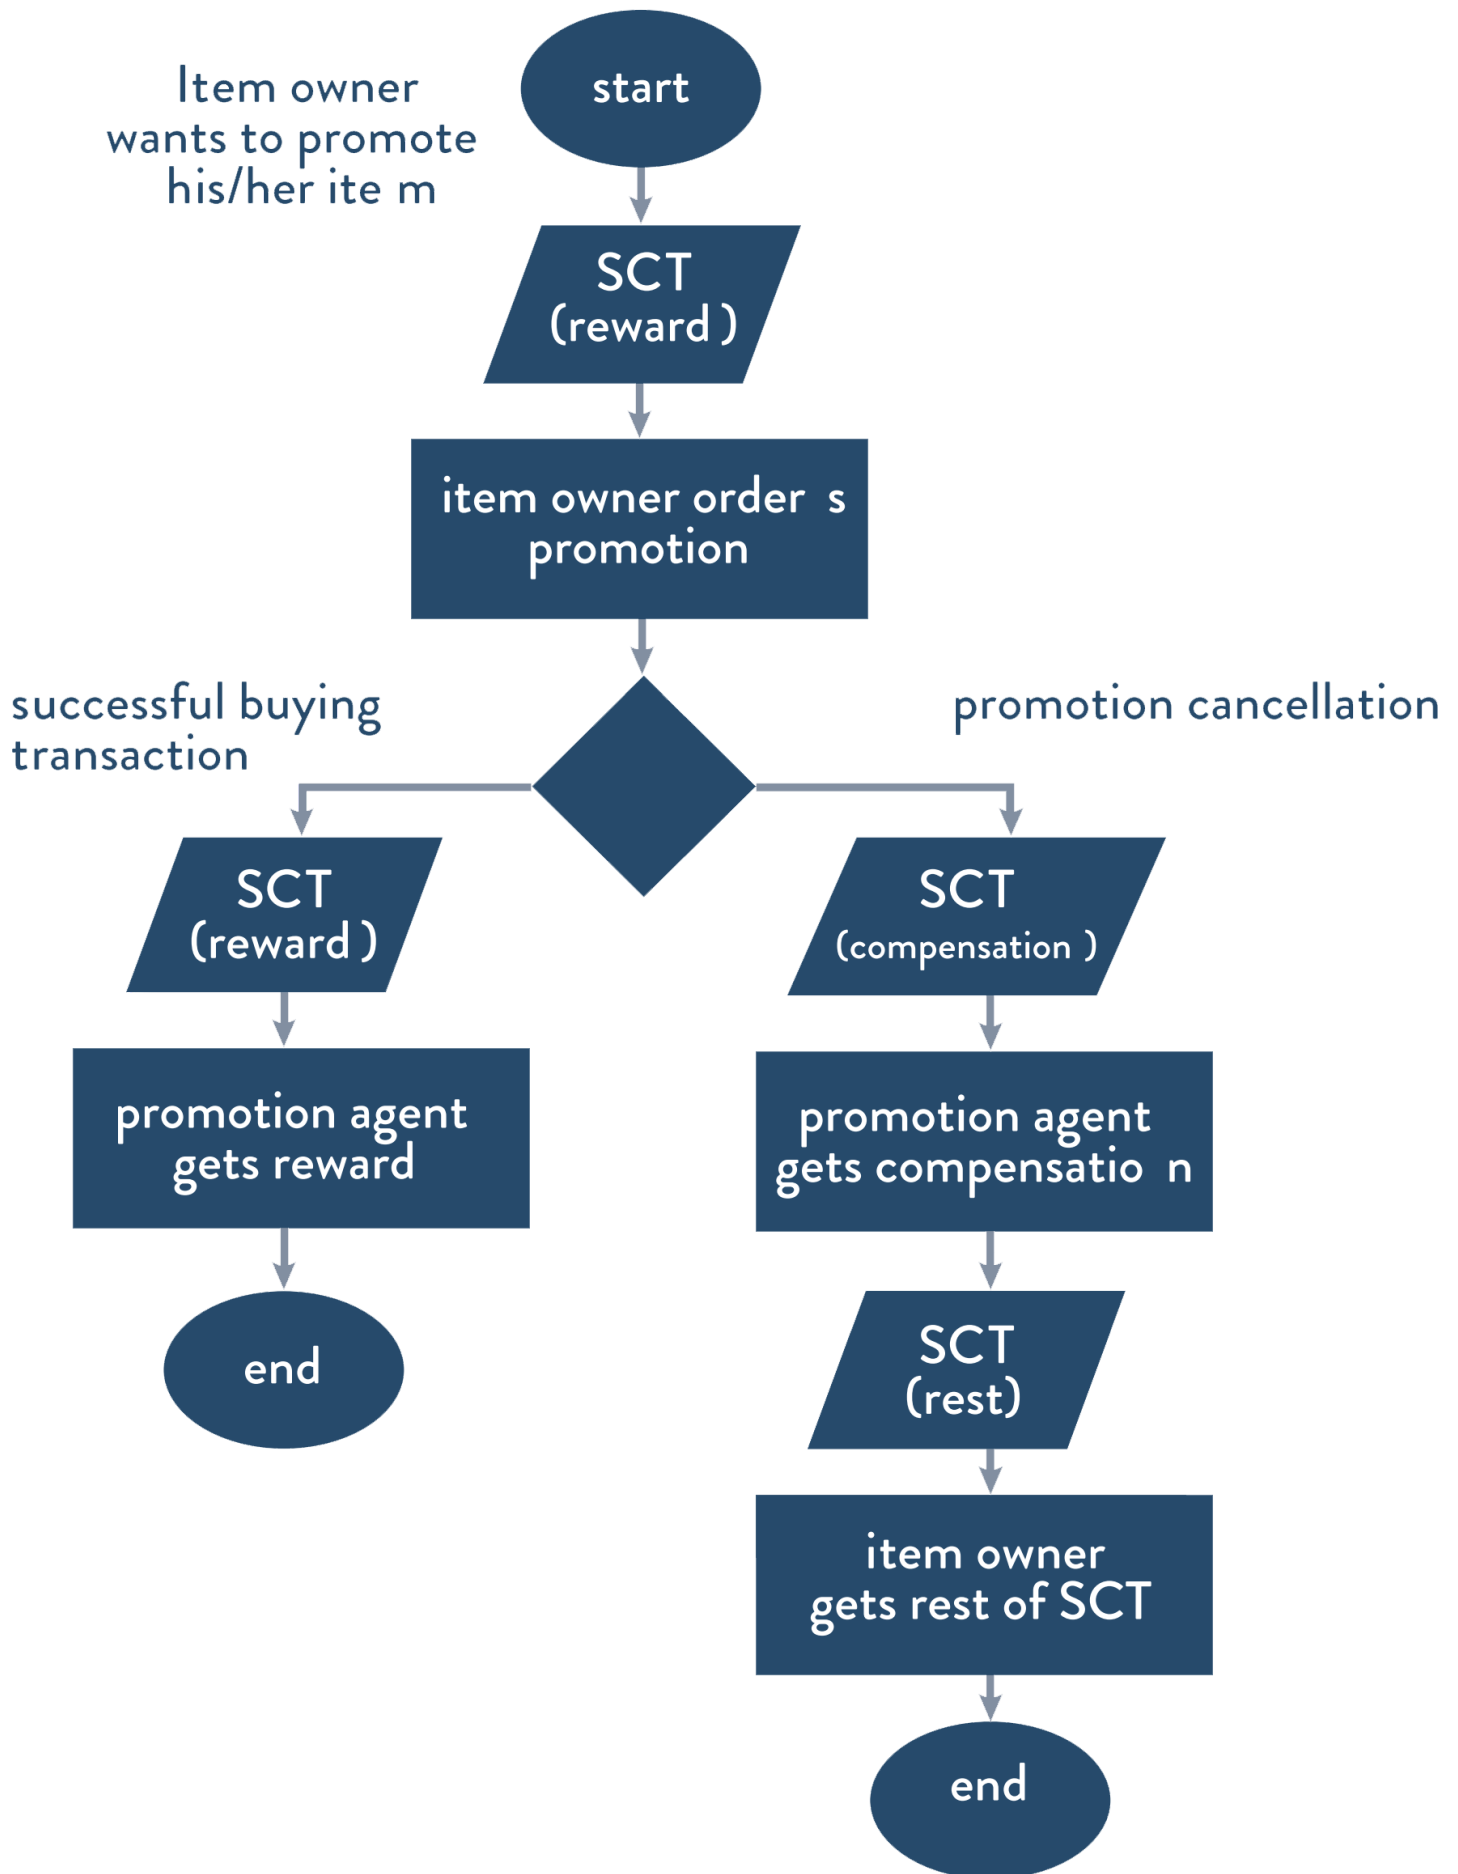 Item owner
wants to promote
his/her ite m
start
SCT
(reward )
item owner order s
promotion
successful buying
transaction
promotion cancellation
SCT
(reward )
promotion agent
gets reward
end
SCT
(compensation )
promotion agent
gets compensatio n
SCT
(rest)
item owner
gets rest of SCT
end